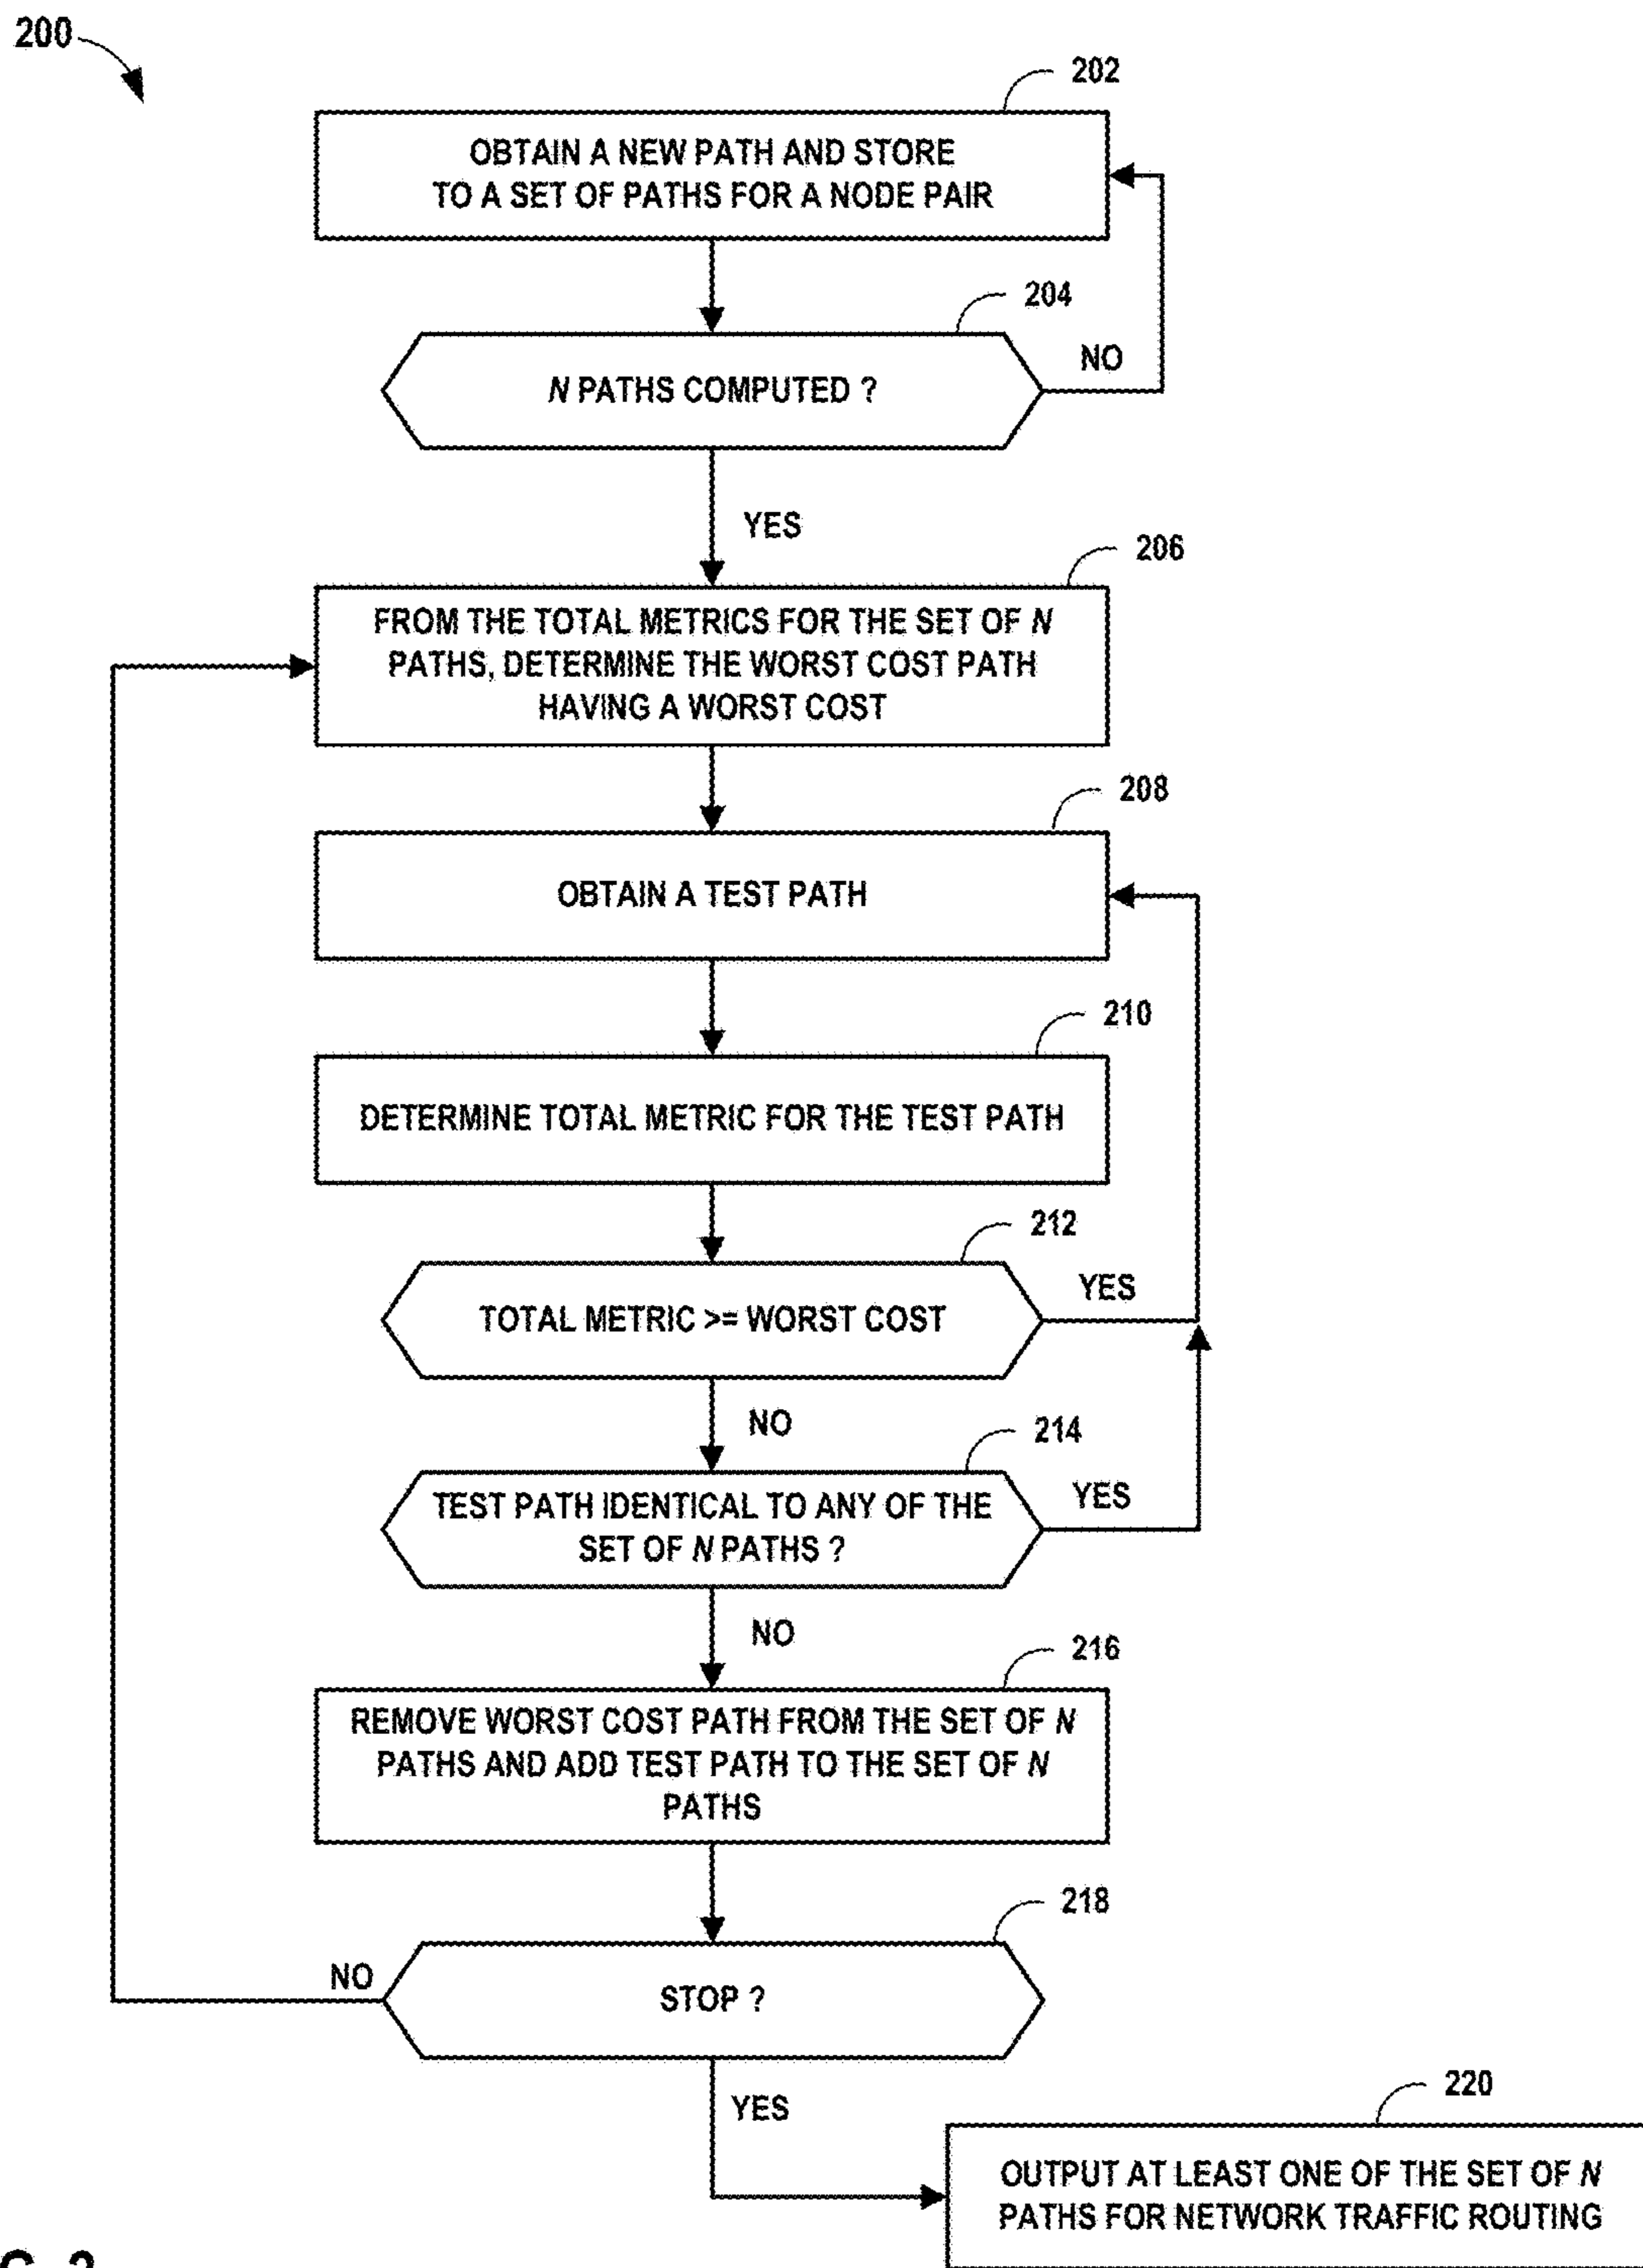 200
202
OBTAIN A NEW PATH AND STORE
TO A SET OF PATHS FOR A NODE PAIR
204
N PATHS COMPUTED ?
NO
YES
206
FROM THE TOTAL METRICS FOR THE SET OF N
PATHS, DETERMINE THE WORST COST PATH
HAVING A WORST COST
208
OBTAIN A TEST PATH
210
DETERMINE TOTAL METRIC FOR THE TEST PATH
212
TOTAL METRIC >= WORST COST
YES
NO
214
TEST PATH IDENTICAL TO ANY OF THE
SET OF N PATHS ?
YES
NO
216
REMOVE WORST COST PATH FROM THE SET OF N
PATHS AND ADD TEST PATH TO THE SET OF N
PATHS
218
STOP ?
NO
YES
220
OUTPUT AT LEAST ONE OF THE SET OF N
PATHS FOR NETWORK TRAFFIC ROUTING